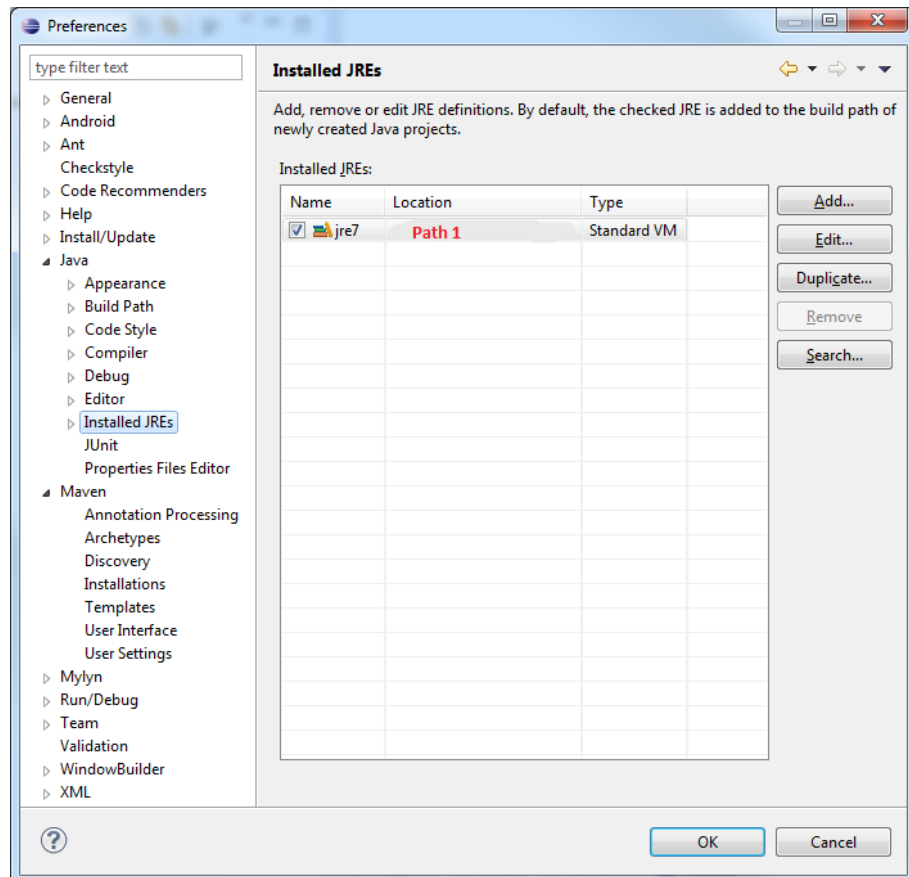 Preferences
type filter text
General
Android
Ant
Checkstyle
Code Recommenders
Help
Install/Update
Java
Appearance
Build Path
Code Style
Compiler
Debug
Editor
Installed JREs
JUnit
Properties Files Editor
Maven
Annotation Processing
Archetypes
Discovery
Installations
Templates
User Interface
User Settings
Mylyn
Run/Debug
Team
Validation
WindowBuilder
XML
Installed JREs
Add, remove or edit JRE definitions. By default, the checked JRE is added to the build path of
newly created Java projects.
Installed JREs:
Name Location Type
jre7 Path 1 Standard VM
Add...
Edit...
Duplicate...
Remove
Search...
OK Cancel